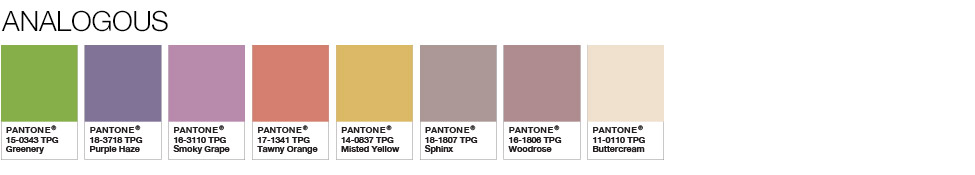 ANALOGOUS
PANTONE®
15-0343 TPG
Greenery
PANTONE®
18-3718 TPG
Purple Haze
PANTONE®
16-3110 TPG
Smoky Grape
PANTONE®
17-1341 TPG
Tawny Orange
PANTONE®
14-0837 TPG
Misted Yellow
PANTONE®
18-1807 TPG
Sphinx
PANTONE®
16-1806 TPG
Woodrose
PANTONE®
11-0110 TPG
Buttercream